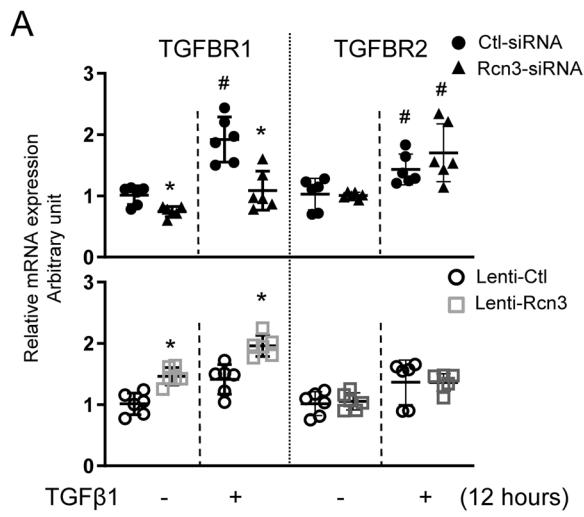 A
TGFBR1 TGFBR2
Ctl-siRNA
Rcn3-siRNA
Relative mRNA expression
Arbitrary unit
3
2
1
0
# * * # #
Lenti-Ctl
Lenti-Rcn3
3
2
1
0
* *
TGFβ1 - + - + (12 hours)